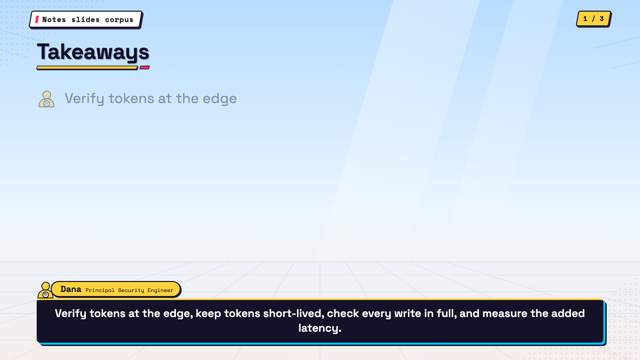 Notes slides corpus
1 / 3
Takeaways
Verify tokens at the edge
Dana Principal Security Engineer
Verify tokens at the edge, keep tokens short-lived, check every write in full, and measure the added
latency.